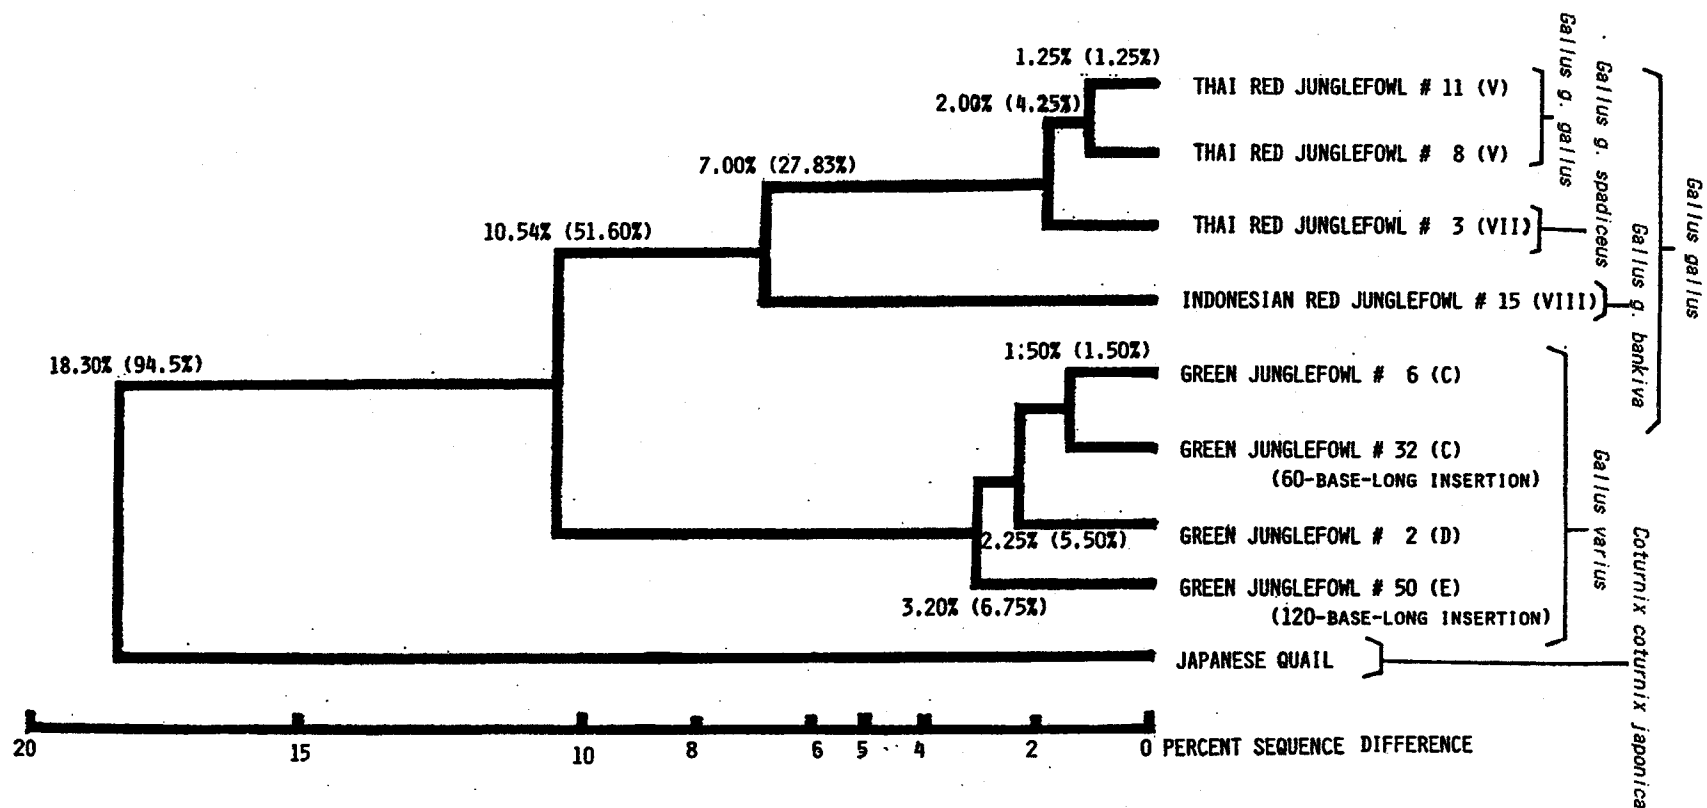 1.25% (1.25%)
THAI RED JUNGLEFOWL # 11 (V)
2.00% (4.25%)
THAI RED JUNGLEFOWL # 8 (V)
Gallus g. gallus
7.00% (27.83%)
THAI RED JUNGLEFOWL # 3 (VII)
Gallus g. spadiceus
10.54% (51.60%)
INDONESIAN RED JUNGLEFOWL # 15 (VIII)
Gallus g. bankiva
Gallus gallus
18.30% (94.5%)
1:50% (1.50%)
GREEN JUNGLEFOWL # 6 (C)
GREEN JUNGLEFOWL # 32 (C)
(60-BASE-LONG INSERTION)
2.25% (5.50%)
GREEN JUNGLEFOWL # 2 (D)
3.20% (6.75%)
GREEN JUNGLEFOWL # 50 (E)
(120-BASE-LONG INSERTION)
Gallus varius
JAPANESE QUAIL
Coturnix coturnix japonica
20 15 10 8 6 5 4 2 0 PERCENT SEQUENCE DIFFERENCE